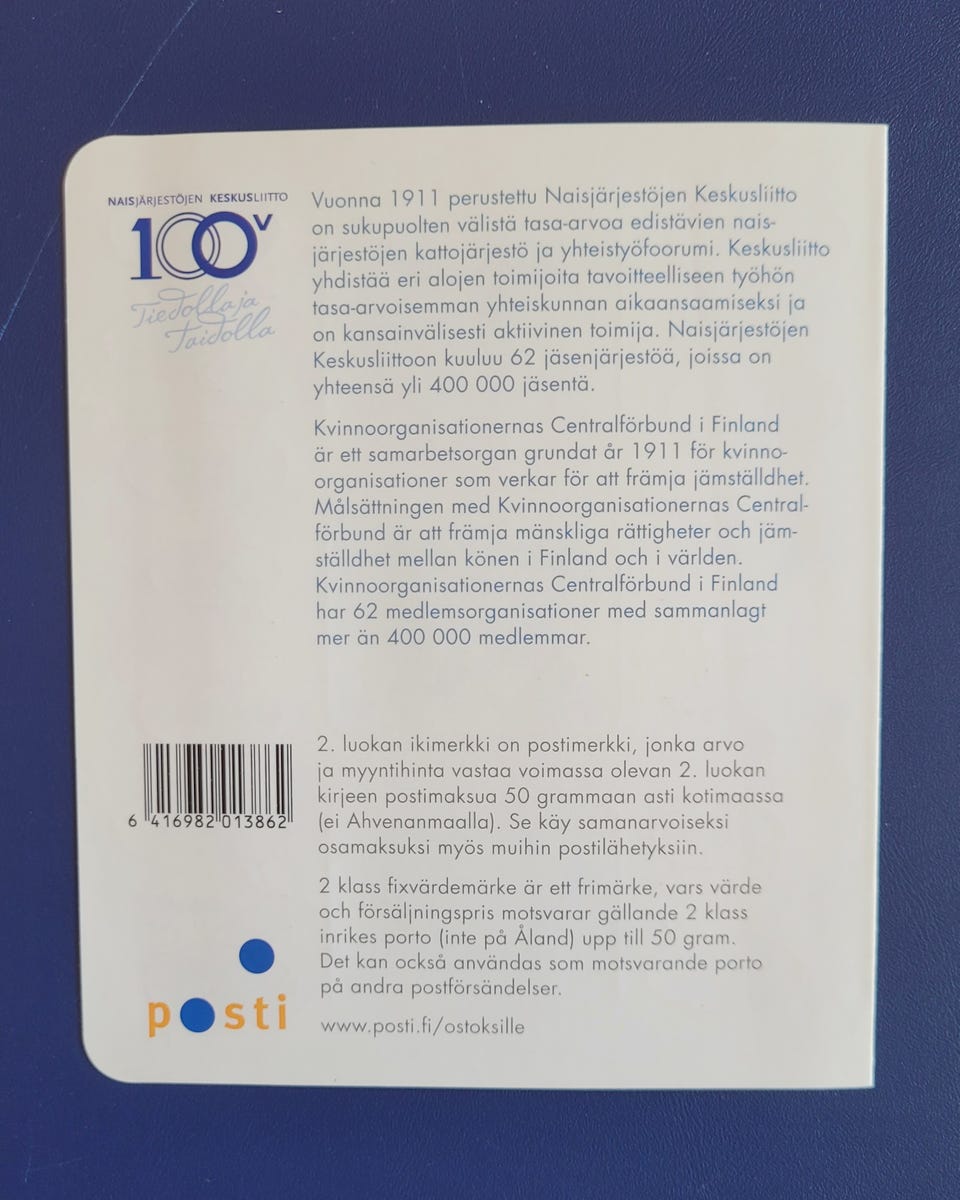 NAISJÄRJESTÖJEN KESKUSLIITTO
100V
Tiedolla ja
Taidolla
Vuonna 1911 perustettu Naisjärjestöjen Keskusliitto
on sukupuolten välistä tasa-arvoa edistävien nais-
järjestöjen kattojärjestö ja yhteistyöfoorumi. Keskusliitto
yhdistää eri alojen toimijoita tavoitteelliseen työhön
tasa-arvoisemman yhteiskunnan aikaansaamiseksi ja
on kansainvälisesti aktiivinen toimija. Naisjärjestöjen
Keskusliittoon kuuluu 62 jäsenjärjestöä, joissa on
yhteensä yli 400 000 jäsentä.
Kvinnoorganisationernas Centralförbund i Finland
är ett samarbetsorgan grundat år 1911 för kvinno-
organisationer som verkar för att främja jämställdhet.
Målsättningen med Kvinnoorganisationernas Central-
förbund är att främja mänskliga rättigheter och jäm-
ställdhet mellan könen i Finland och i världen.
Kvinnoorganisationernas Centralförbund i Finland
har 62 medlemsorganisationer med sammanlagt
mer än 400 000 medlemmar.
2. luokan ikimerkki on postimerkki, jonka arvo
ja myyntihinta vastaa voimassa olevan 2. luokan
kirjeen postimaksua 50 grammaan asti kotimaassa
(ei Ahvenanmaalla). Se käy samanarvoiseksi
osamaksuksi myös muihin postilähetyksiin.
2 klass fixvärdemärke är ett frimärke, vars värde
och försäljningspris motsvarar gällande 2 klass
inrikes porto (inte på Åland) upp till 50 gram.
Det kan också användas som motsvarande porto
på andra postförsändelser.
www.posti.fi/ostoksille
6 416982 013862
posti